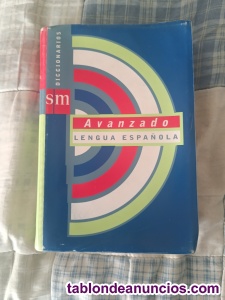 DICCIONARIOS
sm
Avanzado
LENGUA ESPAÑOLA
tablondeanuncios.com